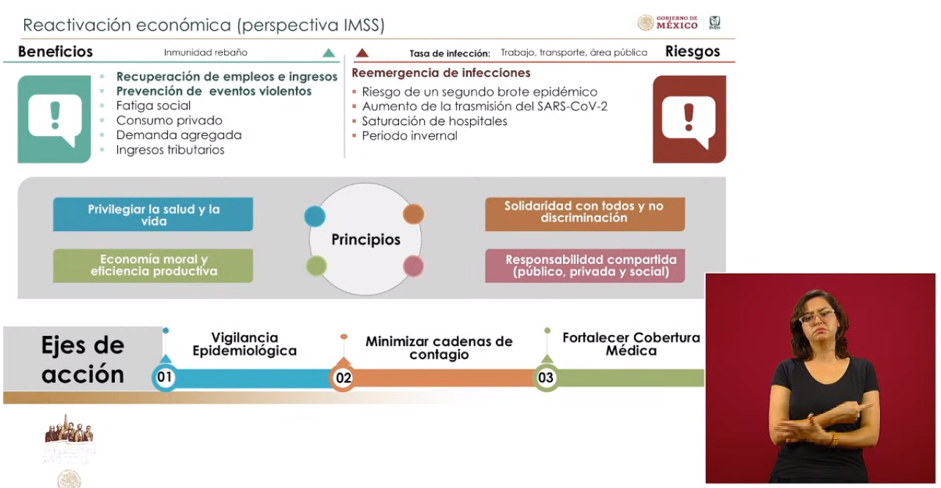 Reactivación económica (perspectiva IMSS)
GOBIERNO DE
MÉXICO
IMSS
Beneficios
Inmunidad rebaño
Tasa de infección: Trabajo, transporte, área pública
Riesgos
Recuperación de empleos e ingresos
Prevención de eventos violentos
Fatiga social
Consumo privado
Demanda agregada
Ingresos tributarios
Reemergencia de infecciones
Riesgo de un segundo brote epidémico
Aumento de la trasmisión del SARS-CoV-2
Saturación de hospitales
Periodo invernal
Privilegiar la salud y la
vida
Economía moral y
eficiencia productiva
Principios
Solidaridad con todos y no
discriminación
Responsabilidad compartida
(público, privada y social)
Ejes de
acción
01
Vigilancia
Epidemiológica
02
Minimizar cadenas de
contagio
03
Fortalecer Cobertura
Médica